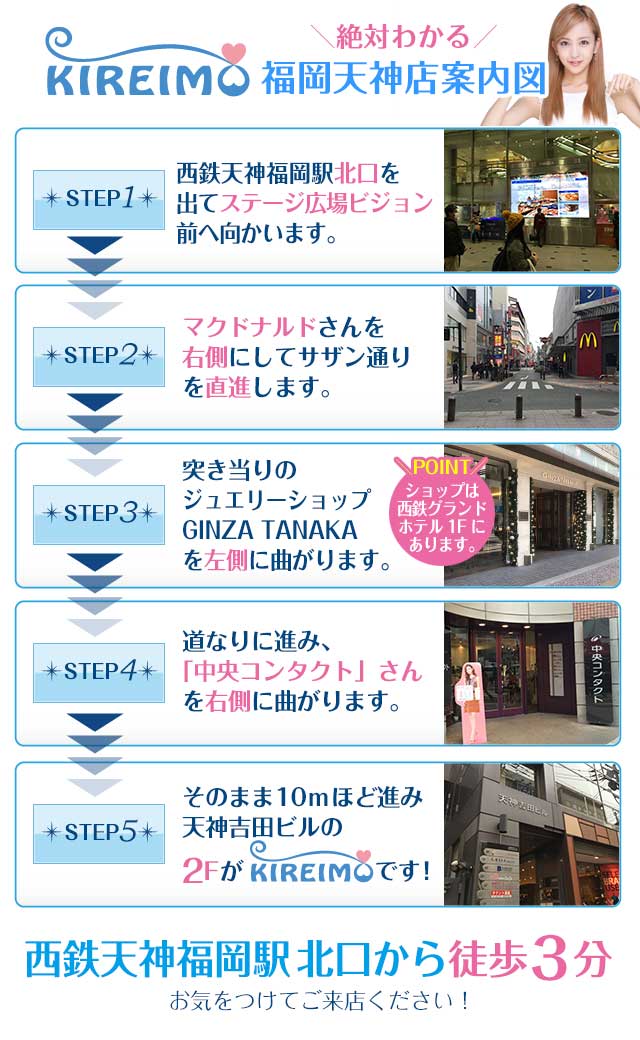 絶対わかる
KIREIMO 福岡天神店案内図
STEP1
西鉄天神福岡駅北口を
出てステージ広場ビジョン
前へ向かいます。
STEP2
マクドナルドさんを
右側にしてサザン通り
を直進します。
STEP3
突き当りの
ジュエリーショップ
GINZA TANAKA
を左側に曲がります。
POINT
ショップは
西鉄グランド
ホテル1Fに
あります。
GINZA TANAKA
STEP4
道なりに進み、
「中央コンタクト」さん
を右側に曲がります。
中央コンタクト
STEP5
そのまま10mほど進み
天神吉田ビルの
2Fが KIREIMOです!
天神吉田ビル
西鉄天神福岡駅 北口から徒歩3分
お気をつけてご来店ください!